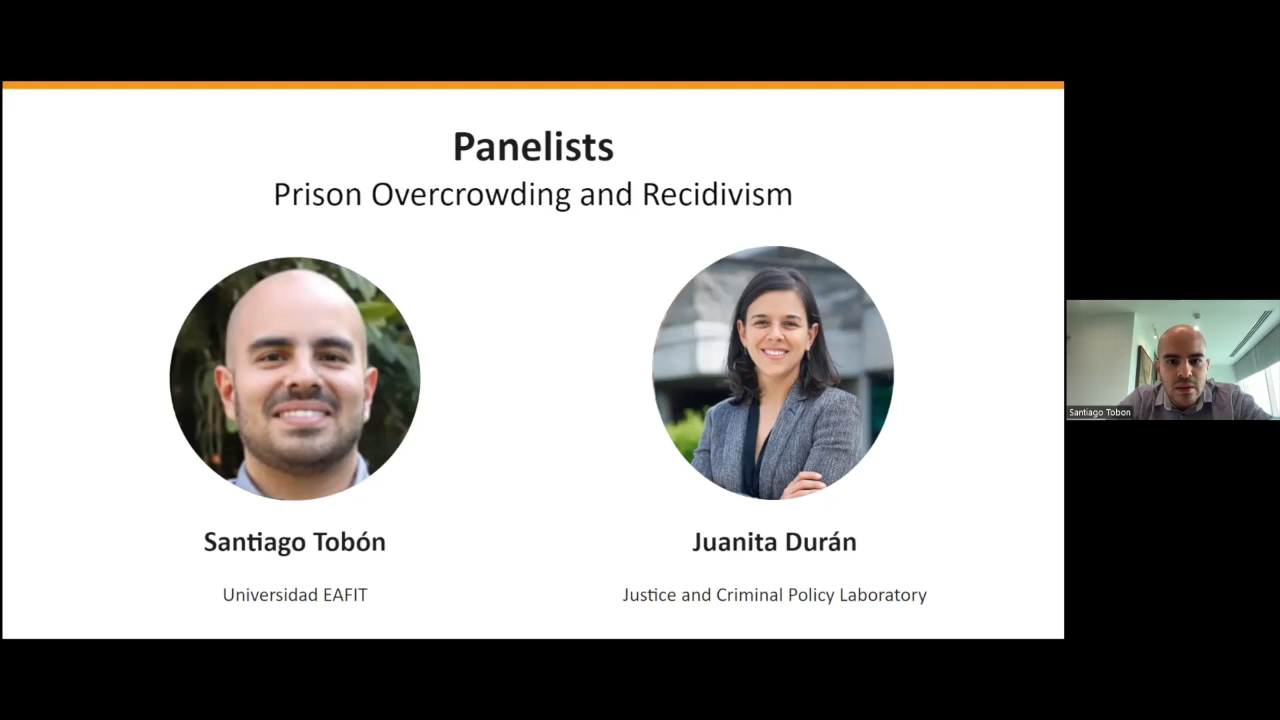 Panelists
Prison Overcrowding and Recidivism
Santiago Tobón
Juanita Durán
Universidad EAFIT
Justice and Criminal Policy Laboratory
Santiago Tobon